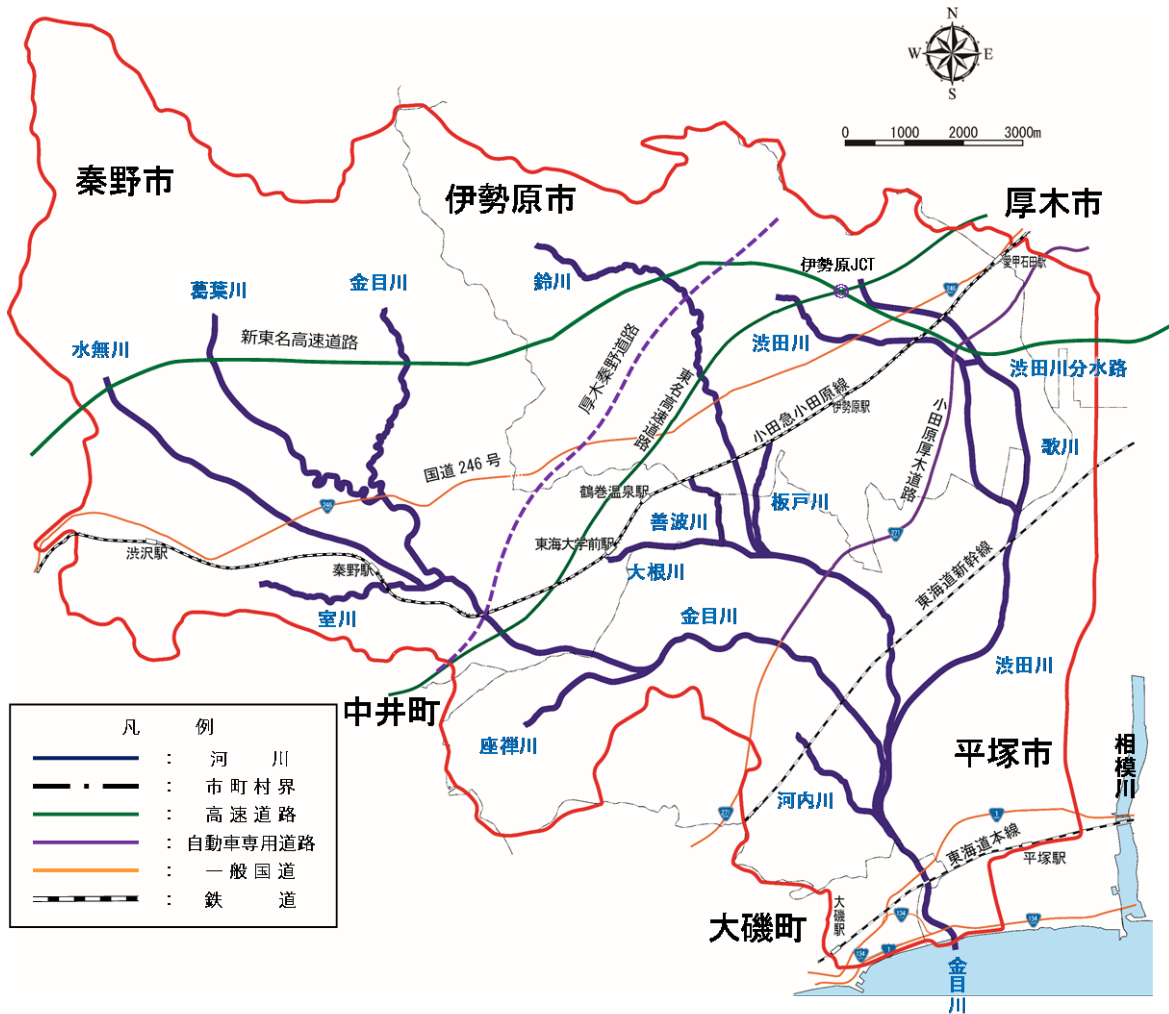 N
W E
S
0 1000 2000 3000m
秦野市
伊勢原市
厚木市
鈴川
伊勢原JCT
愛甲石田駅
246
葛葉川
金目川
水無川
新東名高速道路
厚木秦野道路
東名高速道路
渋田川
渋田川分水路
小田急小田原線
伊勢原駅
小田原厚木道路
歌川
国道246号
246
鶴巻温泉駅
善波川
板戸川
271
東海大学前駅
大根川
東海道新幹線
渋沢駅
秦野駅
室川
金目川
渋田川
中井町
座禅川
平塚市
相模川
河内川
271
1
東海道本線
平塚駅
大磯町
大磯駅
134
134
134
1
金目川
凡例
: 河川
: 市町村界
: 高速道路
: 自動車専用道路
: 一般国道
: 鉄道